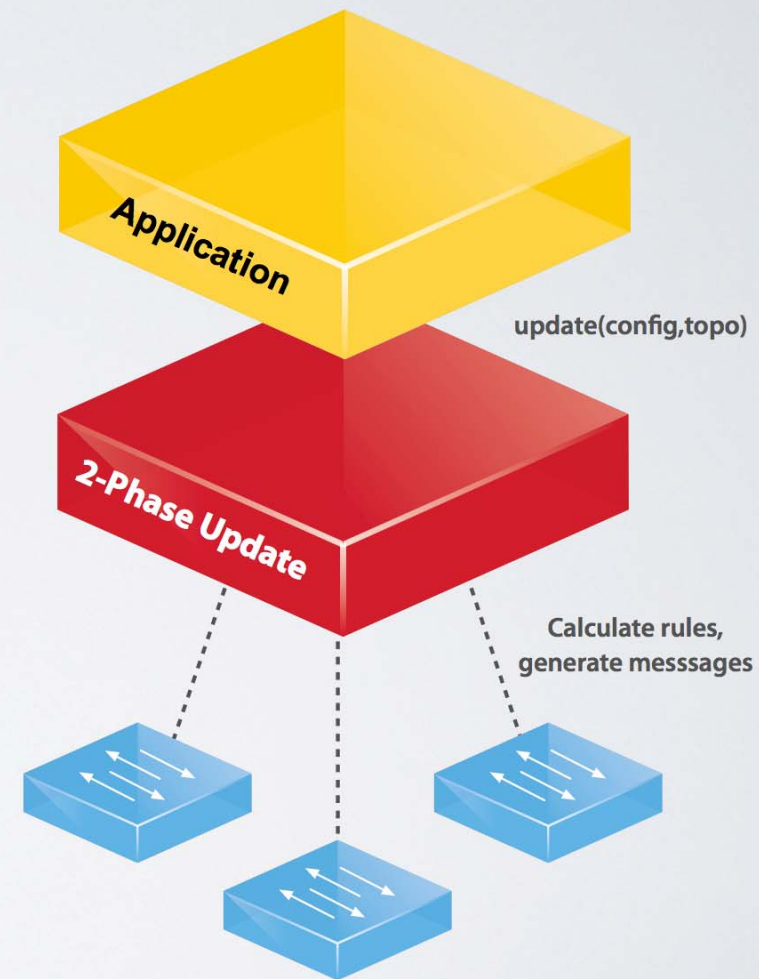 Application
update(config,topo)
2-Phase Update
Calculate rules,
generate messsages